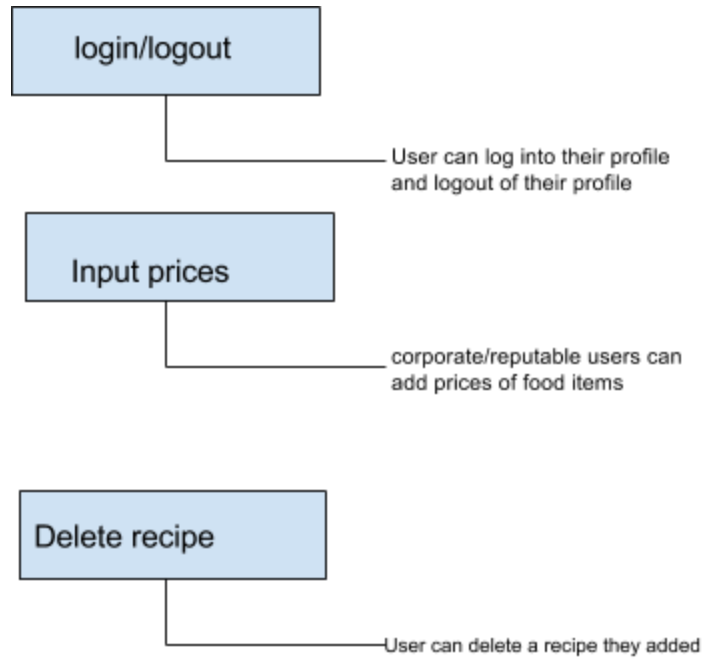 login/logout
User can log into their profile
and logout of their profile
Input prices
corporate/reputable users can
add prices of food items
Delete recipe
User can delete a recipe they added